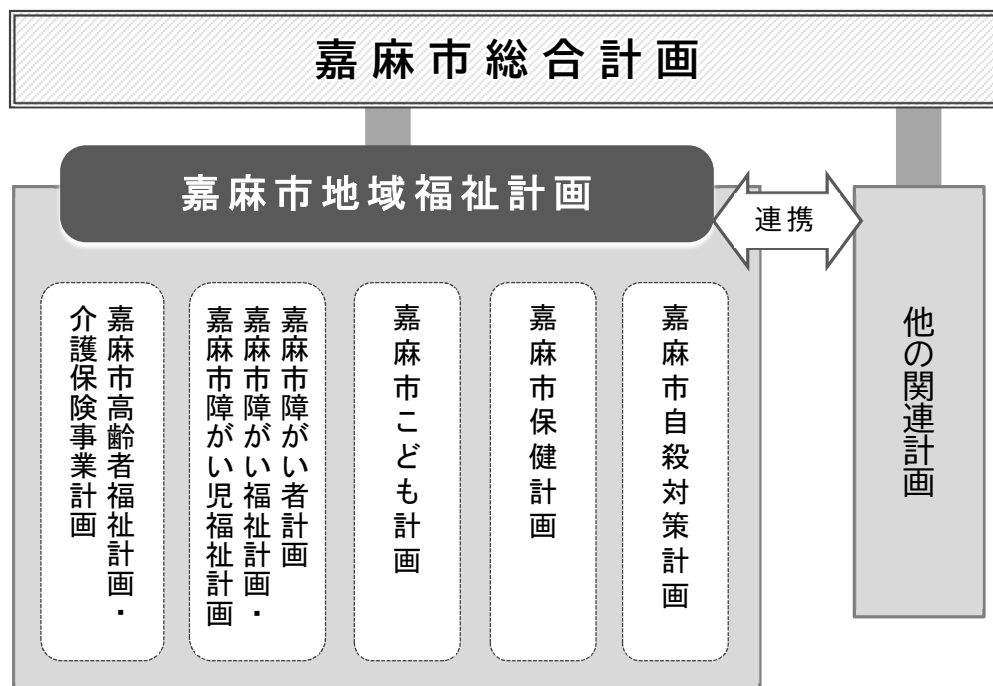 嘉麻市総合計画
嘉麻市地域福祉計画
連携
嘉麻市高齢者福祉計画・
介護保険事業計画
嘉麻市障がい者計画
嘉麻市障がい福祉計画・
嘉麻市障がい児福祉計画
嘉麻市こども計画
嘉麻市保健計画
嘉麻市自殺対策計画
他の関連計画